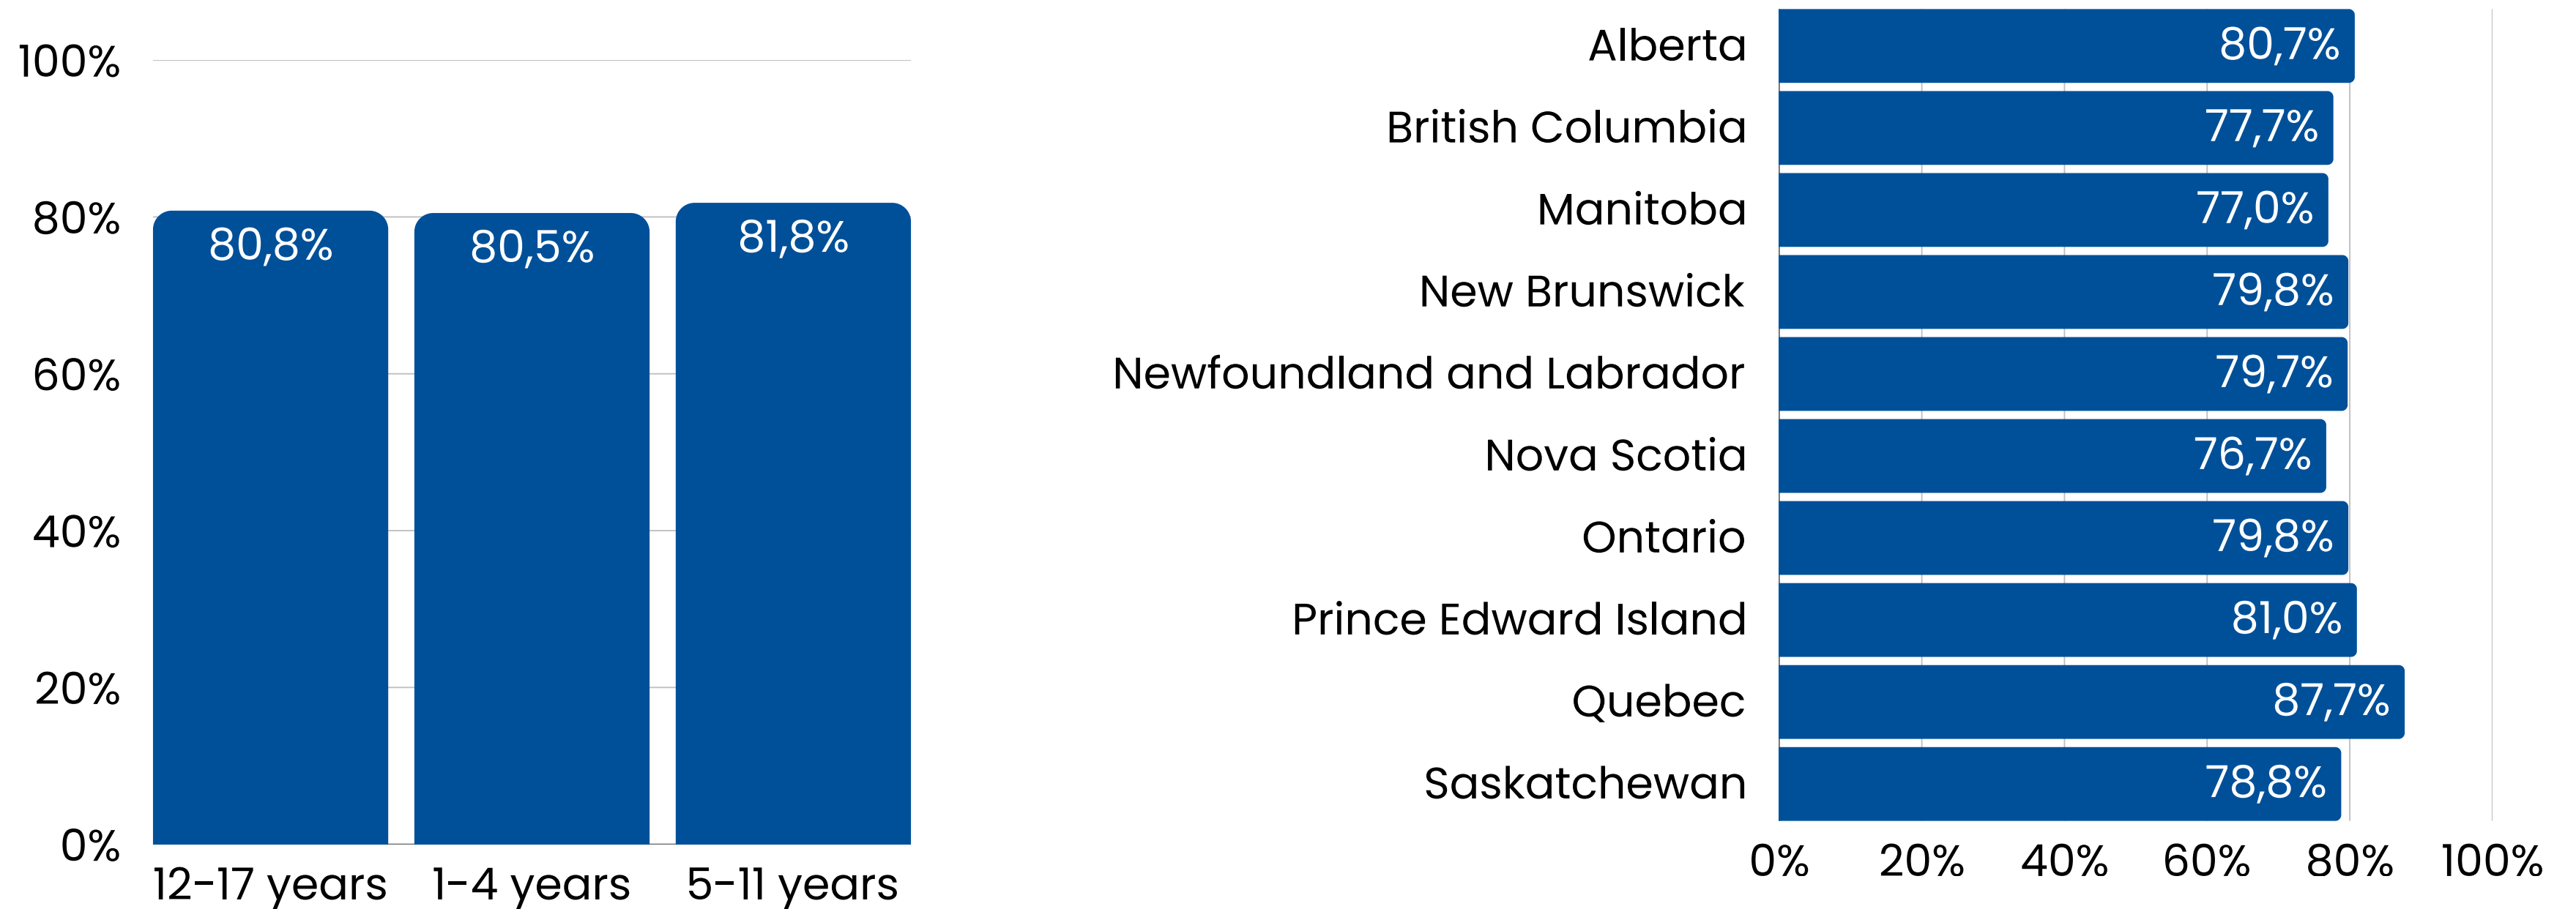 100%
80%
60%
40%
20%
0%
80,8%
80,5%
81,8%
12-17 years
1-4 years
5-11 years
Alberta
80,7%
British Columbia
77,7%
Manitoba
77,0%
New Brunswick
79,8%
Newfoundland and Labrador
79,7%
Nova Scotia
76,7%
Ontario
79,8%
Prince Edward Island
81,0%
Quebec
87,7%
Saskatchewan
78,8%
0%
20%
40%
60%
80%
100%